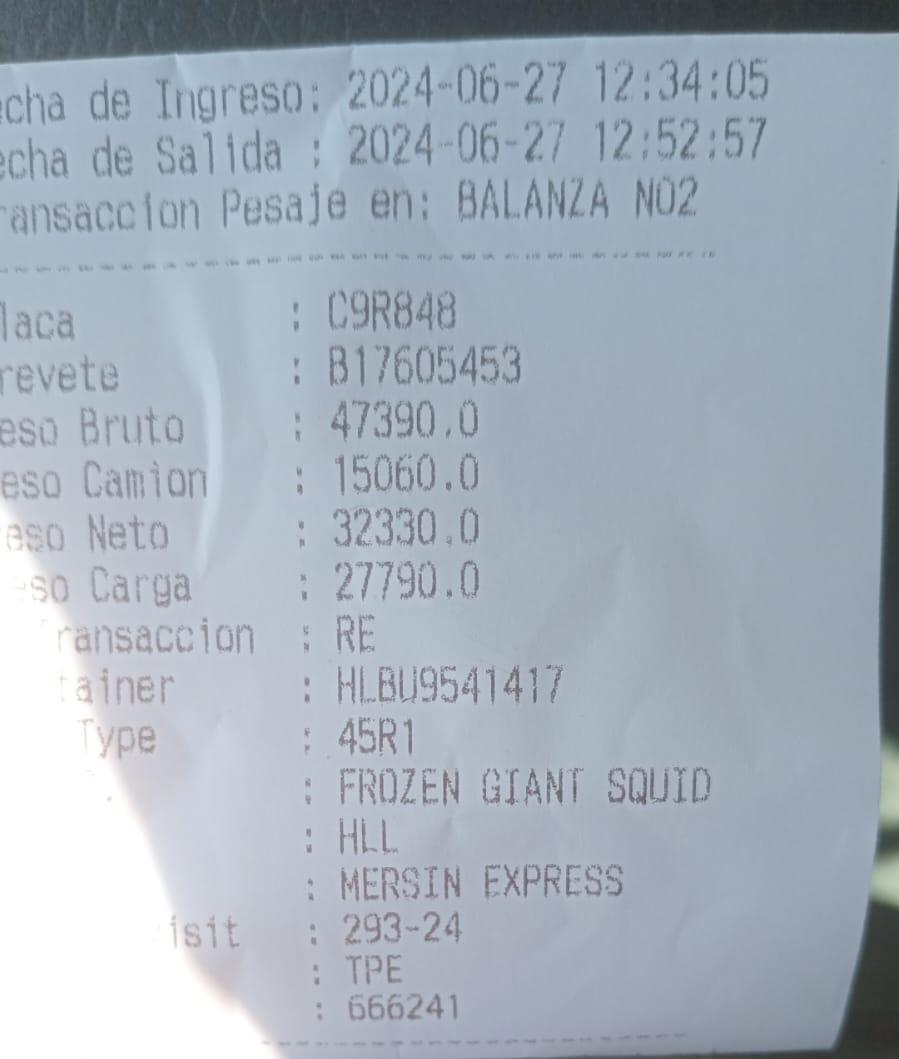 echa de Ingreso: 2024-06-27 12:34:05
echa de Salida : 2024-06-27 12:52:57
ransaccion Pesaje en: BALANZA NO2
laca : C9R848
revete : B17605453
eso Bruto : 47390.0
eso Camion : 15060.0
eso Neto : 32330.0
eso Carga : 27790.0
ransaccion : RE
tainer : HLBU9541417
Type : 45R1
: FROZEN GIANT SQUID
: HLL
: MERSIN EXPRESS
isit : 293-24
: TPE
: 666241